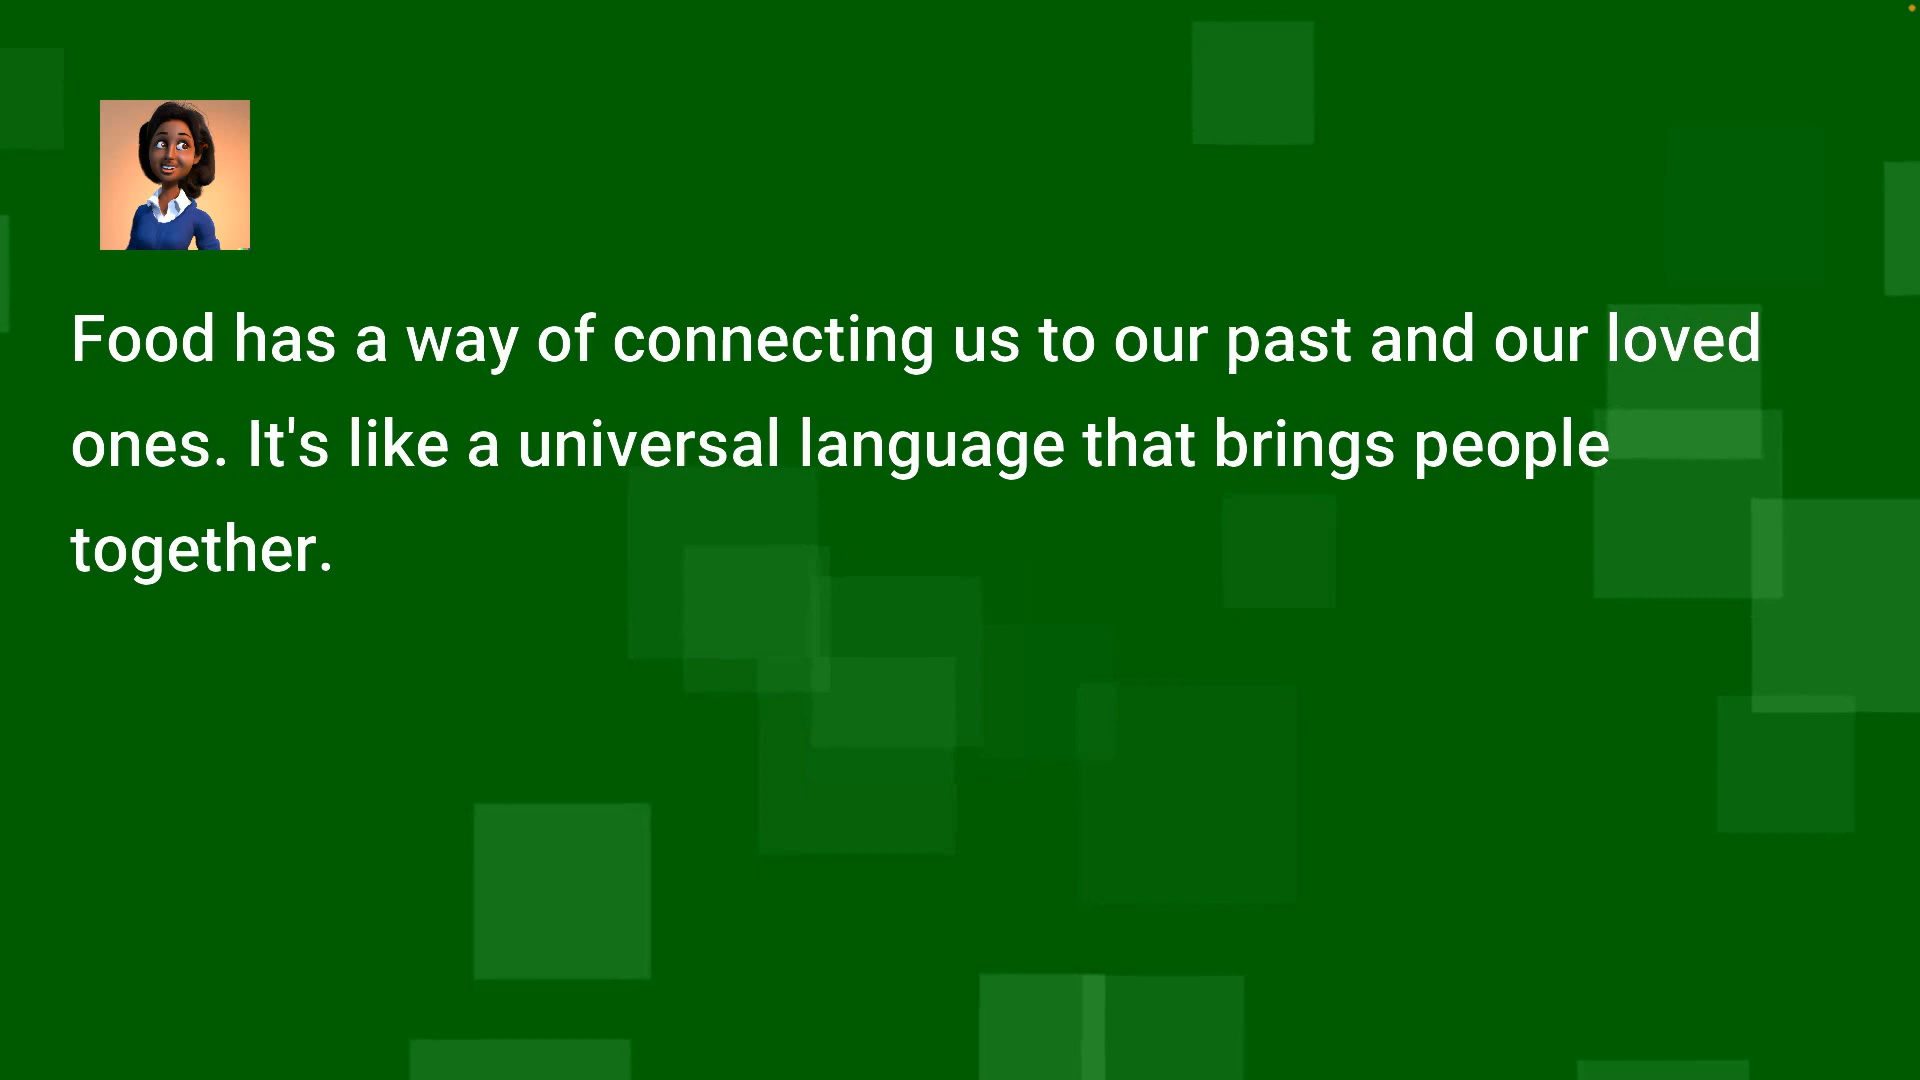 Food has a way of connecting us to our past and our loved
ones. It's like a universal language that brings people
together.